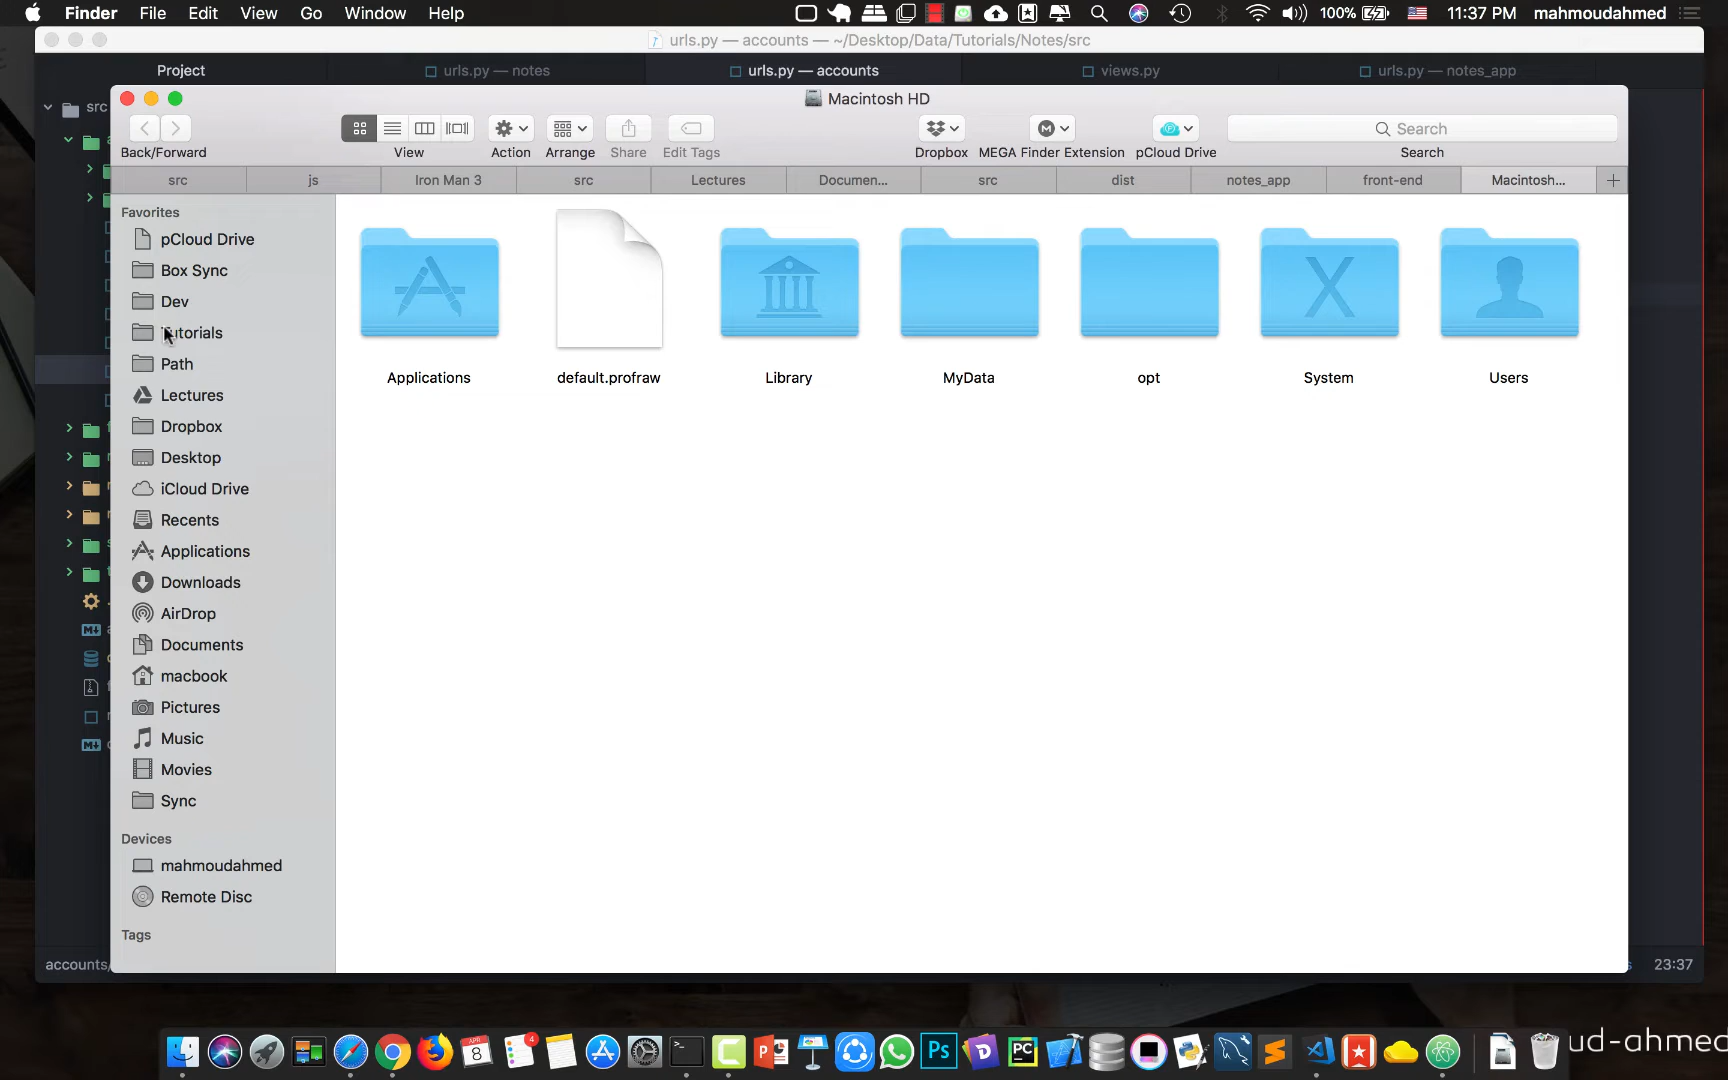 Finder File Edit View Go Window Help 100% 11:37 PM mahmoudahmed
urls.py — accounts — ~/Desktop/Data/Tutorials/Notes/src
Project urls.py — notes urls.py — accounts views.py urls.py — notes_app
src
Macintosh HD
Search
Back/Forward View Action Arrange Share Edit Tags Dropbox MEGA Finder Extension pCloud Drive Search
src js Iron Man 3 src Lectures Documen... src dist notes_app front-end Macintosh...
Favorites
pCloud Drive
Box Sync
Dev
Tutorials
Path
Lectures
Dropbox
Desktop
iCloud Drive
Recents
Applications
Downloads
AirDrop
Documents
macbook
Pictures
Music
Movies
Sync
Devices
mahmoudahmed
Remote Disc
Tags
Applications default.profraw Library MyData opt System Users
accounts/
23:37
APR
8
4
Ps
D
PC
ud-ahmed